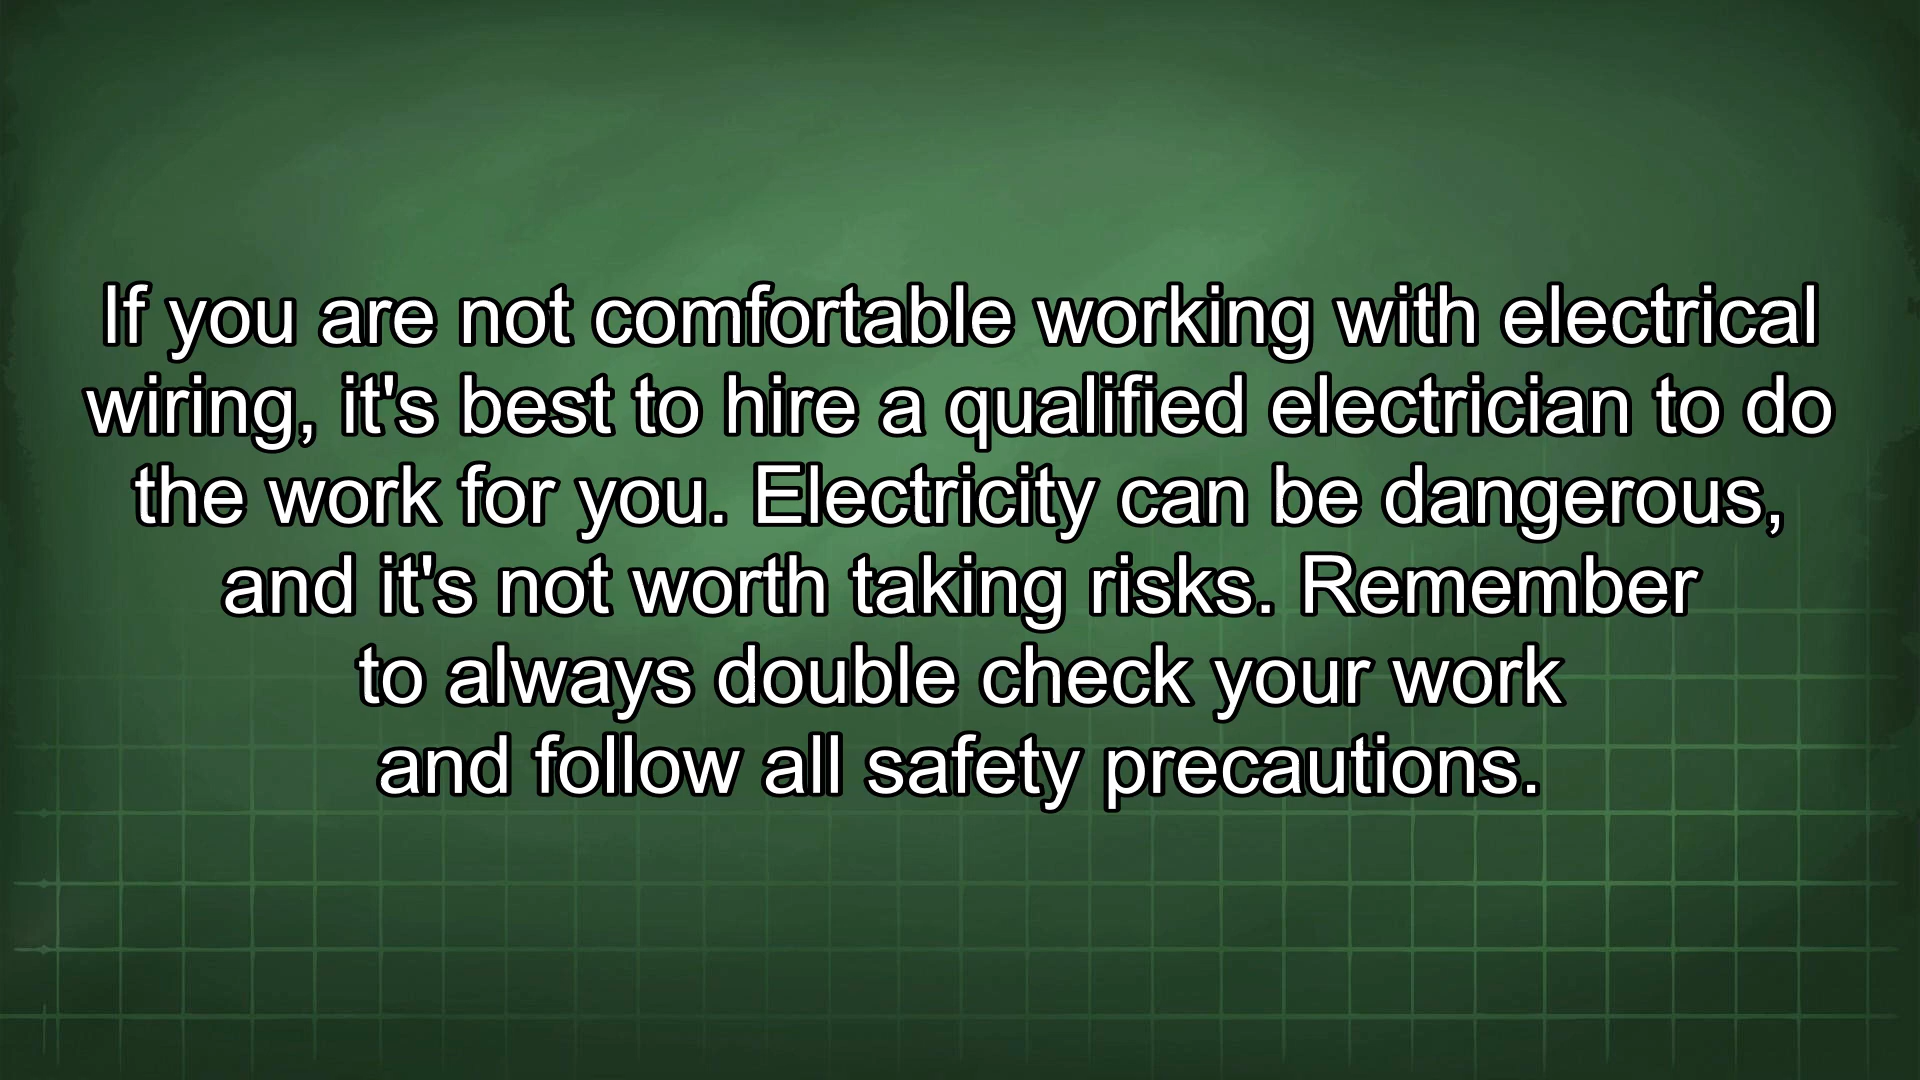 If you are not comfortable working with electrical
wiring, it's best to hire a qualified electrician to do
the work for you. Electricity can be dangerous,
and it's not worth taking risks. Remember
to always double check your work
and follow all safety precautions.